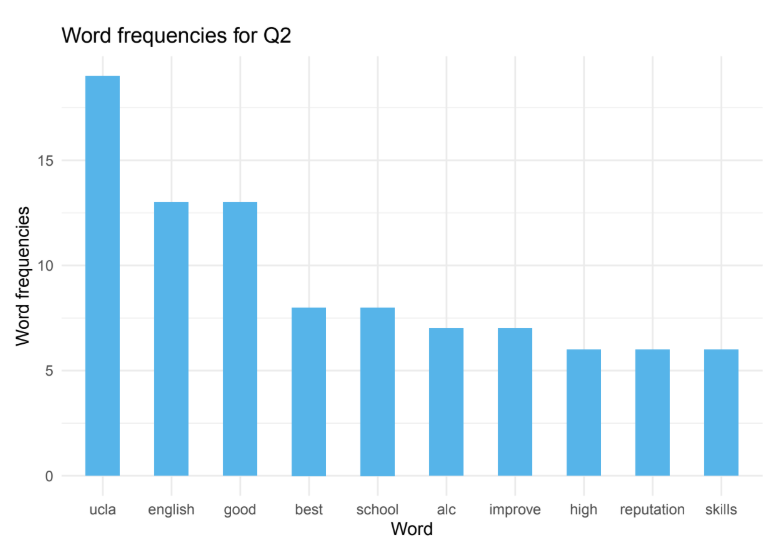 Word frequencies for Q2
Word frequencies
15
10
5
0
ucla english good best school alc improve high reputation skills
Word